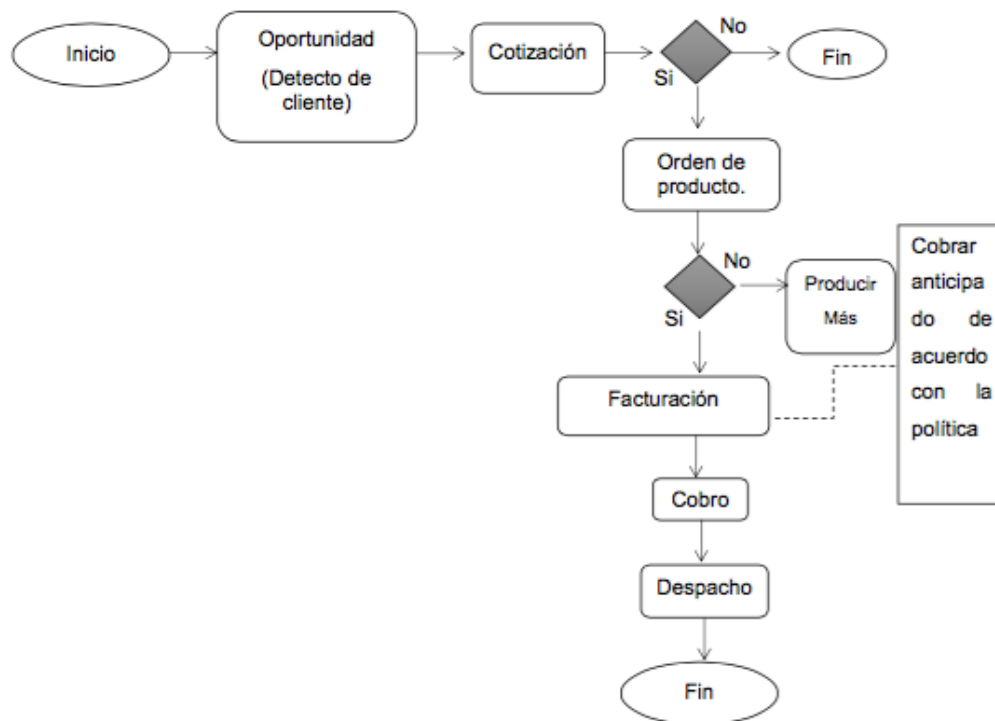 Inicio
Oportunidad
(Detecto de
cliente)
Cotización
No
Si
Fin
Orden de
producto.
No
Si
Producir
Más
Cobrar
anticipa
do de
acuerdo
con la
política
Facturación
Cobro
Despacho
Fin